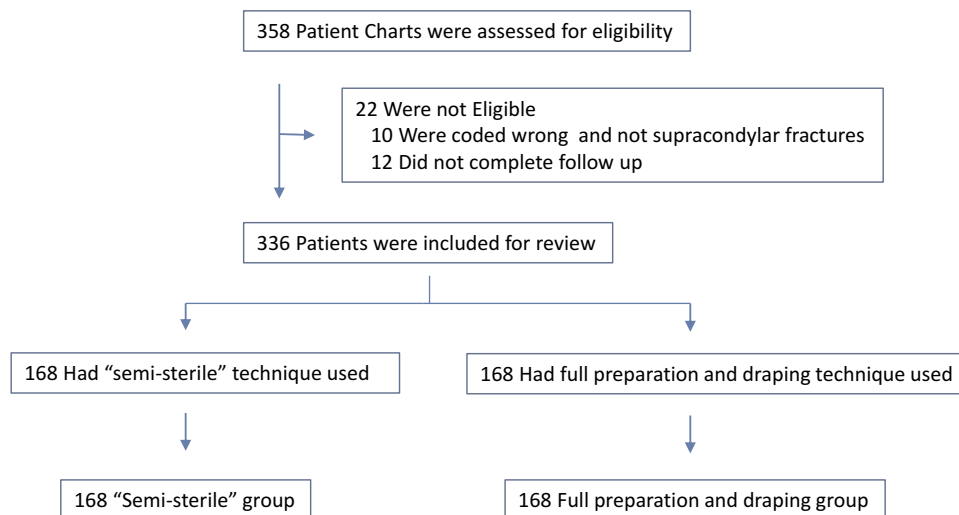 358 Patient Charts were assessed for eligibility
22 Were not Eligible
10 Were coded wrong and not supracondylar fractures
12 Did not complete follow up
336 Patients were included for review
168 Had “semi-sterile” technique used
168 Had full preparation and draping technique used
168 “Semi-sterile” group
168 Full preparation and draping group